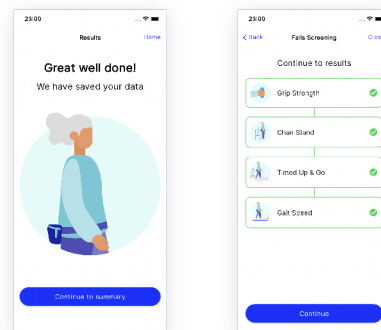 23:00
Results
Home
Great well done!
We have saved your data
Continue to summary
23:00
Back
Falls Screening
Clos
Continue to results
Grip Strength
Chair Stand
Timed Up & Go
Gait Speed
Continue